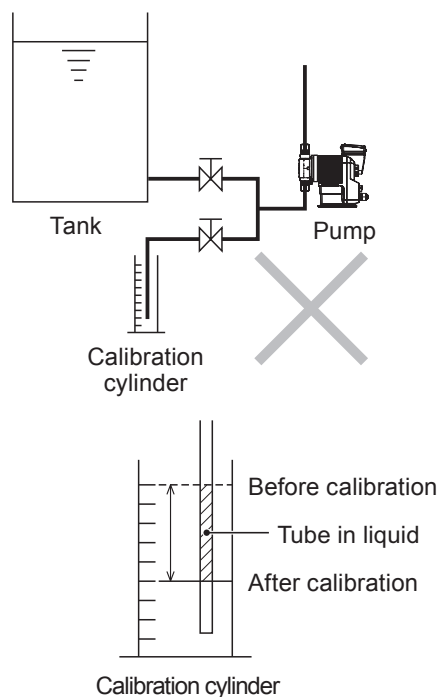 Tank
Pump
Calibration
cylinder
Before calibration
Tube in liquid
After calibration
Calibration cylinder